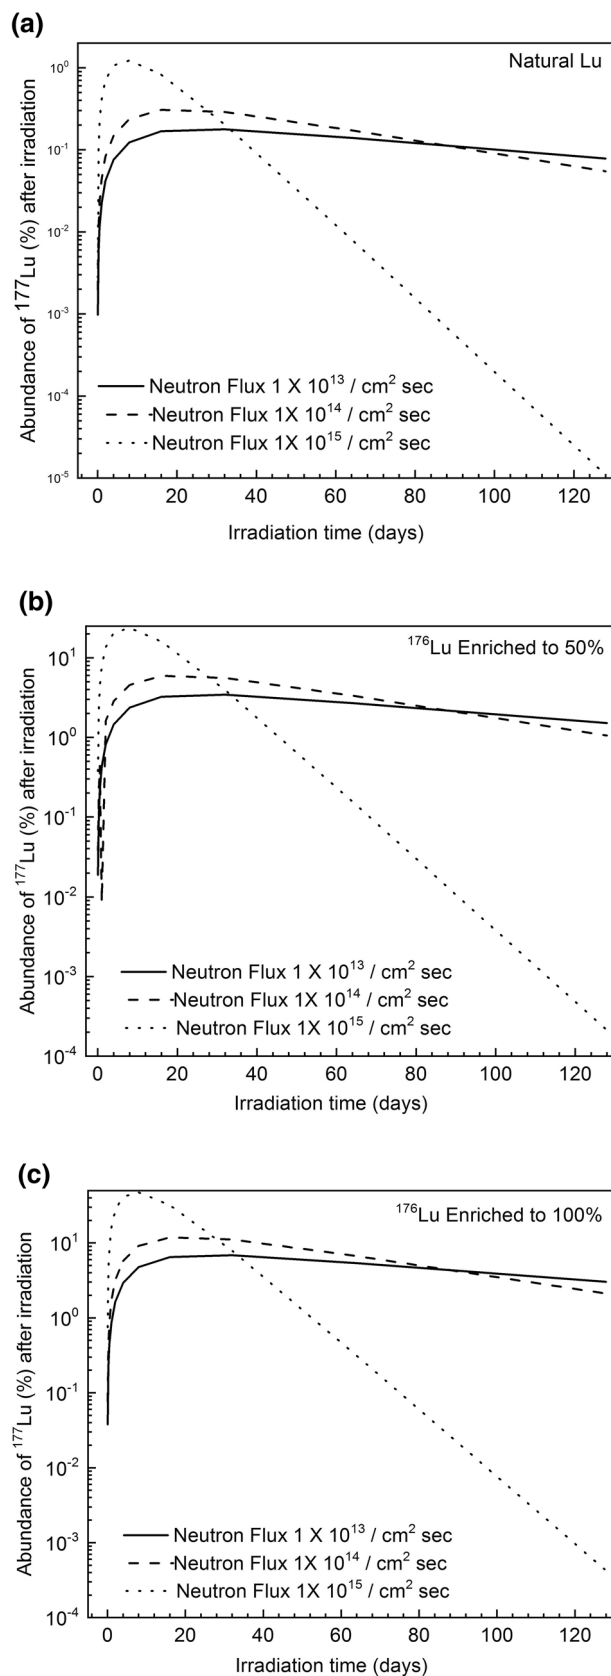 (a)
Natural Lu
Abundance of ¹⁷⁷Lu (%) after irradiation
10⁰
10⁻¹
10⁻²
10⁻³
10⁻⁴
10⁻⁵
Neutron Flux 1 X 10¹³ / cm² sec
Neutron Flux 1X 10¹⁴ / cm² sec
Neutron Flux 1X 10¹⁵ / cm² sec
0 20 40 60 80 100 120
Irradiation time (days)
(b)
¹⁷⁶Lu Enriched to 50%
Abundance of ¹⁷⁷Lu (%) after irradiation
10¹
10⁰
10⁻¹
10⁻²
10⁻³
10⁻⁴
Neutron Flux 1 X 10¹³ / cm² sec
Neutron Flux 1X 10¹⁴ / cm² sec
Neutron Flux 1X 10¹⁵ / cm² sec
0 20 40 60 80 100 120
Irradiation time (days)
(c)
¹⁷⁶Lu Enriched to 100%
Abundance of ¹⁷⁷Lu (%) after irradiation
10¹
10⁰
10⁻¹
10⁻²
10⁻³
10⁻⁴
Neutron Flux 1 X 10¹³ / cm² sec
Neutron Flux 1X 10¹⁴ / cm² sec
Neutron Flux 1X 10¹⁵ / cm² sec
0 20 40 60 80 100 120
Irradiation time (days)